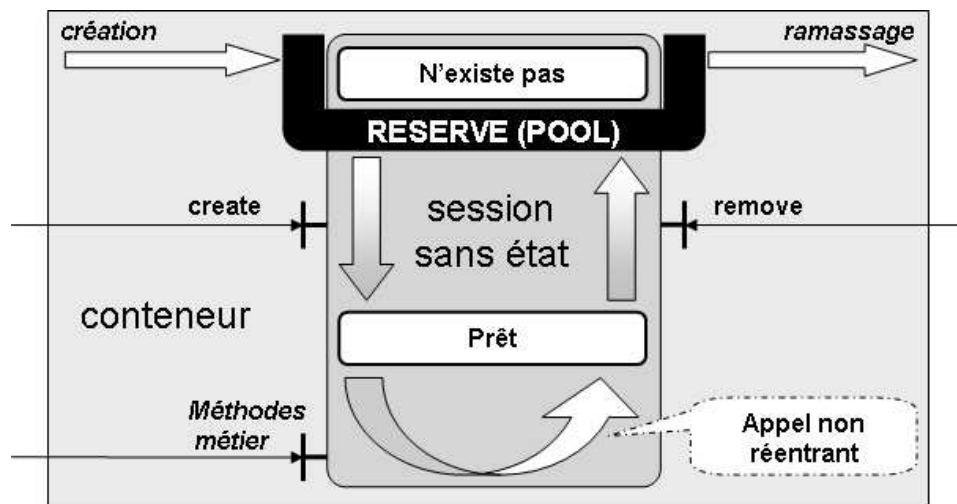 création
ramassage
N'existe pas
RESERVE (POOL)
create
session
sans état
remove
conteneur
Prêt
Méthodes
métier
Appel non
réentrant